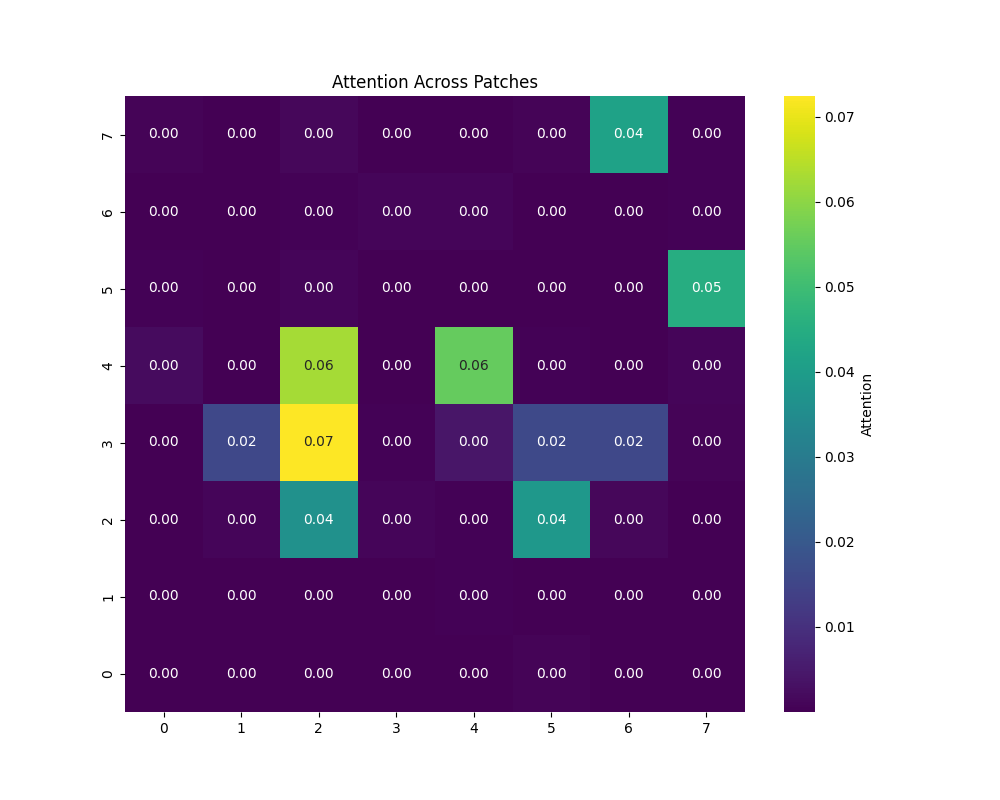 Attention Across Patches
7 0.00 0.00 0.00 0.00 0.00 0.00 0.04 0.00
6 0.00 0.00 0.00 0.00 0.00 0.00 0.00 0.00
5 0.00 0.00 0.00 0.00 0.00 0.00 0.00 0.05
4 0.00 0.00 0.06 0.00 0.06 0.00 0.00 0.00
3 0.00 0.02 0.07 0.00 0.00 0.02 0.02 0.00
2 0.00 0.00 0.04 0.00 0.00 0.04 0.00 0.00
1 0.00 0.00 0.00 0.00 0.00 0.00 0.00 0.00
0 0.00 0.00 0.00 0.00 0.00 0.00 0.00 0.00
0 1 2 3 4 5 6 7
0.07
0.06
0.05
0.04
0.03
0.02
0.01
Attention